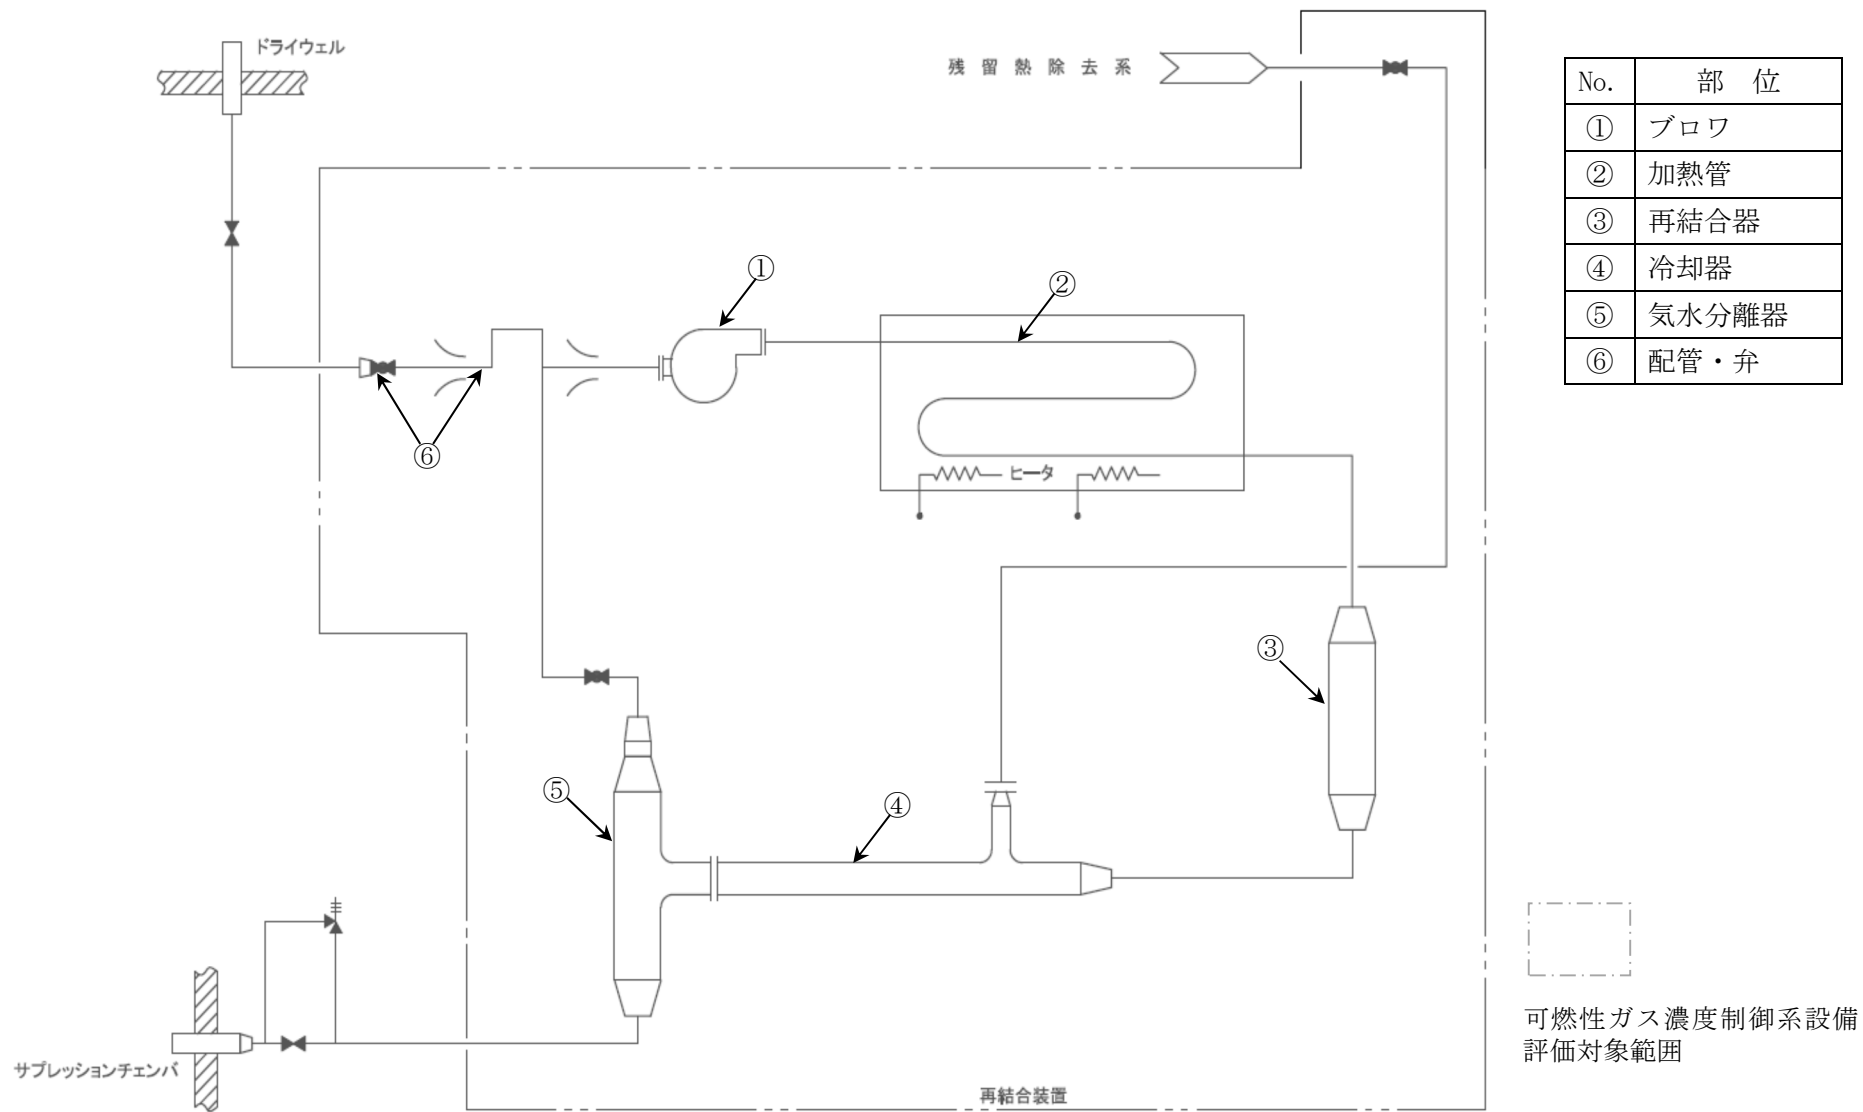 ドライウェル
残留熱除去系
No. 部 位
① ブロワ
② 加熱管
③ 再結合器
④ 冷却器
⑤ 気水分離器
⑥ 配管・弁
①
②
⑥
ヒータ
③
⑤
④
サプレッションチェンバ
再結合装置
可燃性ガス濃度制御系設備
評価対象範囲